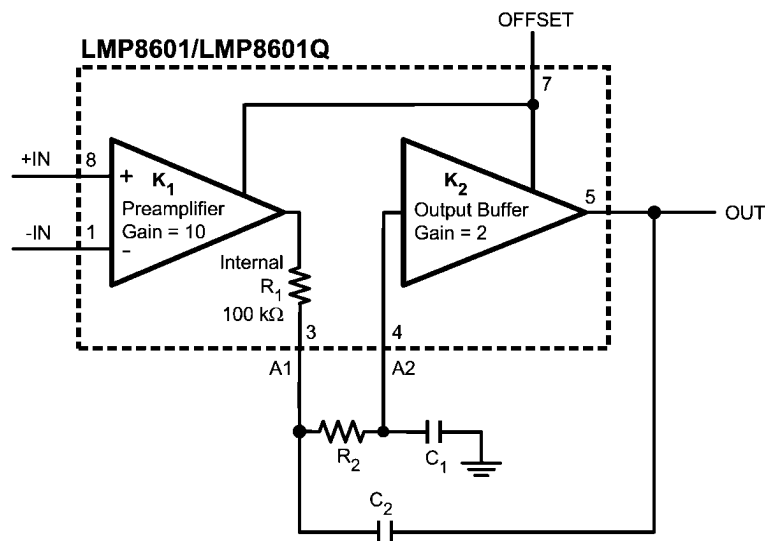 OFFSET
LMP8601/LMP8601Q
7
+IN
8
+
K1
Preamplifier
Gain = 10
-IN
1
−
K2
Output Buffer
Gain = 2
5
OUT
Internal
R1
100 kΩ
3
4
A1
A2
R2
C1
C2